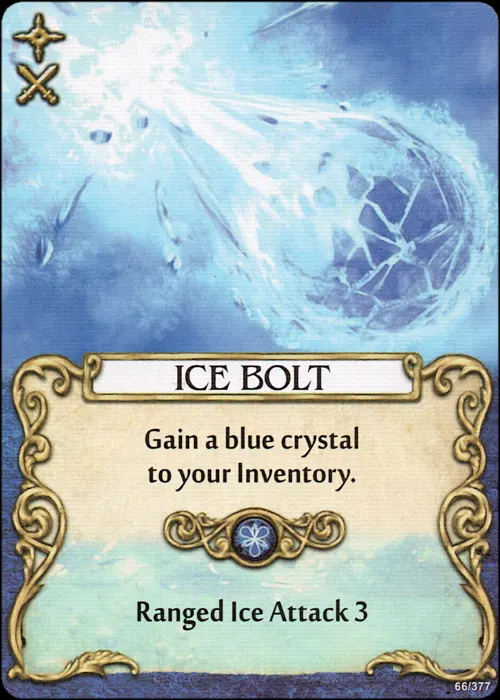 ICE BOLT
Gain a blue crystal
to your Inventory.
Ranged Ice Attack 3
66/377